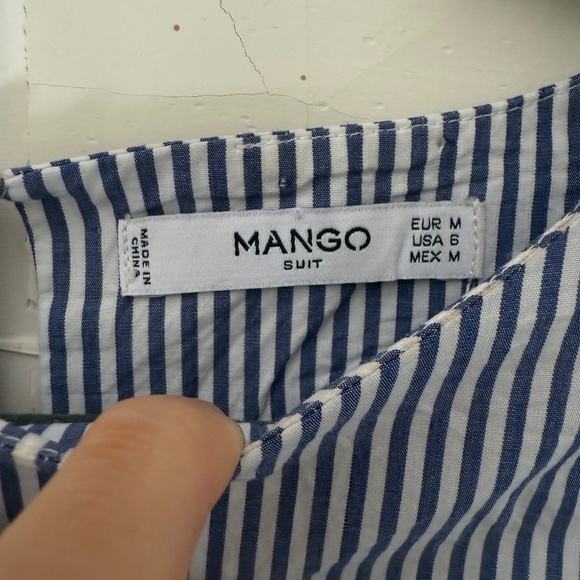 MADE IN
CHINA
MANGO
SUIT
EUR M
USA 6
MEX M